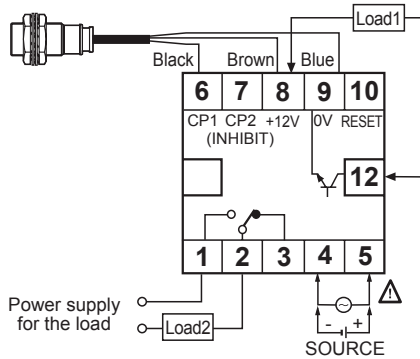 Load1
Black Brown Blue
6 7 8 9 10
CP1 CP2 +12V 0V RESET
(INHIBIT)
12
1 2 3 4 5
Power supply
for the load
Load2
- +
SOURCE